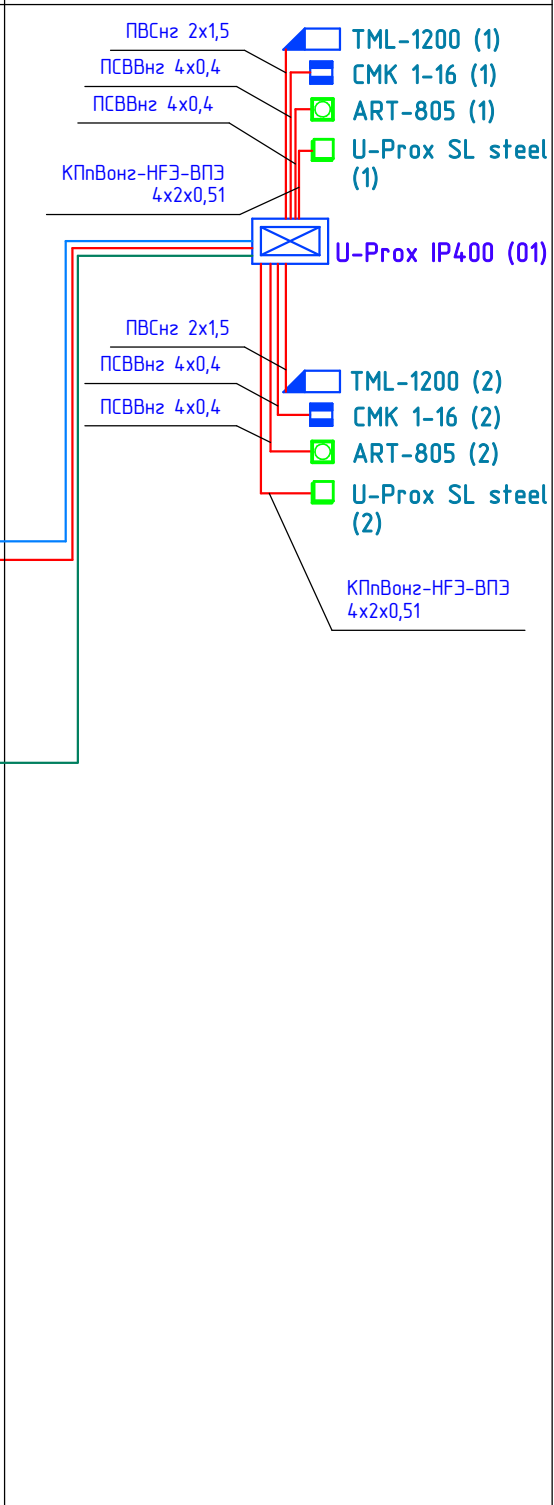 ПВСнг 2х1,5
TML-1200 (1)
ПСВВнг 4х0,4
СМК 1-16 (1)
ПСВВнг 4х0,4
ART-805 (1)
U-Prox SL steel
(1)
КПпВонг-HFЭ-ВПЭ
4х2х0,51
U-Prox IP400 (01)
ПВСнг 2х1,5
ПСВВнг 4х0,4
TML-1200 (2)
ПСВВнг 4х0,4
СМК 1-16 (2)
ART-805 (2)
U-Prox SL steel
(2)
КПпВонг-HFЭ-ВПЭ
4х2х0,51